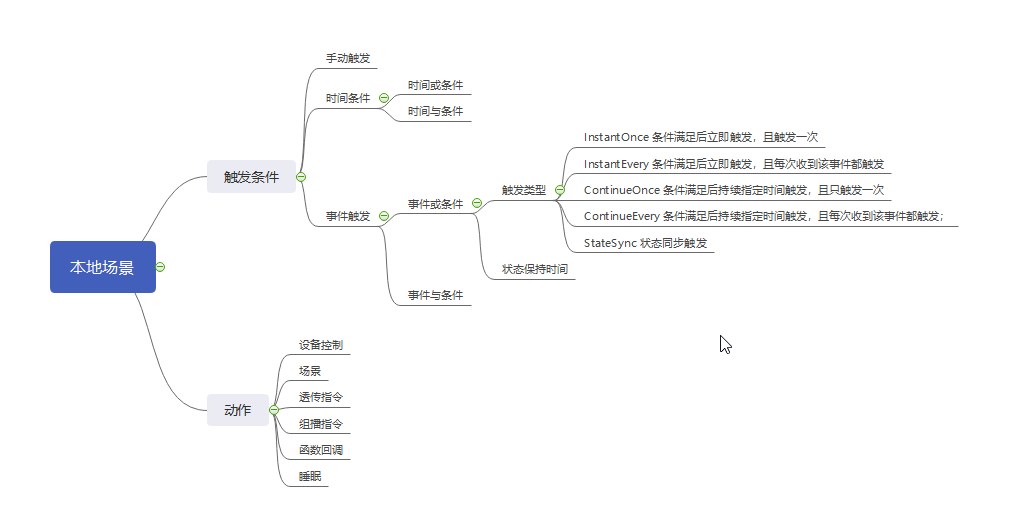 本地场景
触发条件
手动触发
时间条件
时间或条件
时间与条件
事件触发
事件或条件
触发类型
InstantOnce 条件满足后立即触发，且触发一次
InstantEvery 条件满足后立即触发，且每次收到该事件都触发
ContinueOnce 条件满足后持续指定时间触发，且只触发一次
ContinueEvery 条件满足后持续指定时间触发，且每次收到该事件都触发；
StateSync 状态同步触发
状态保持时间
事件与条件
动作
设备控制
场景
透传指令
组播指令
函数回调
睡眠